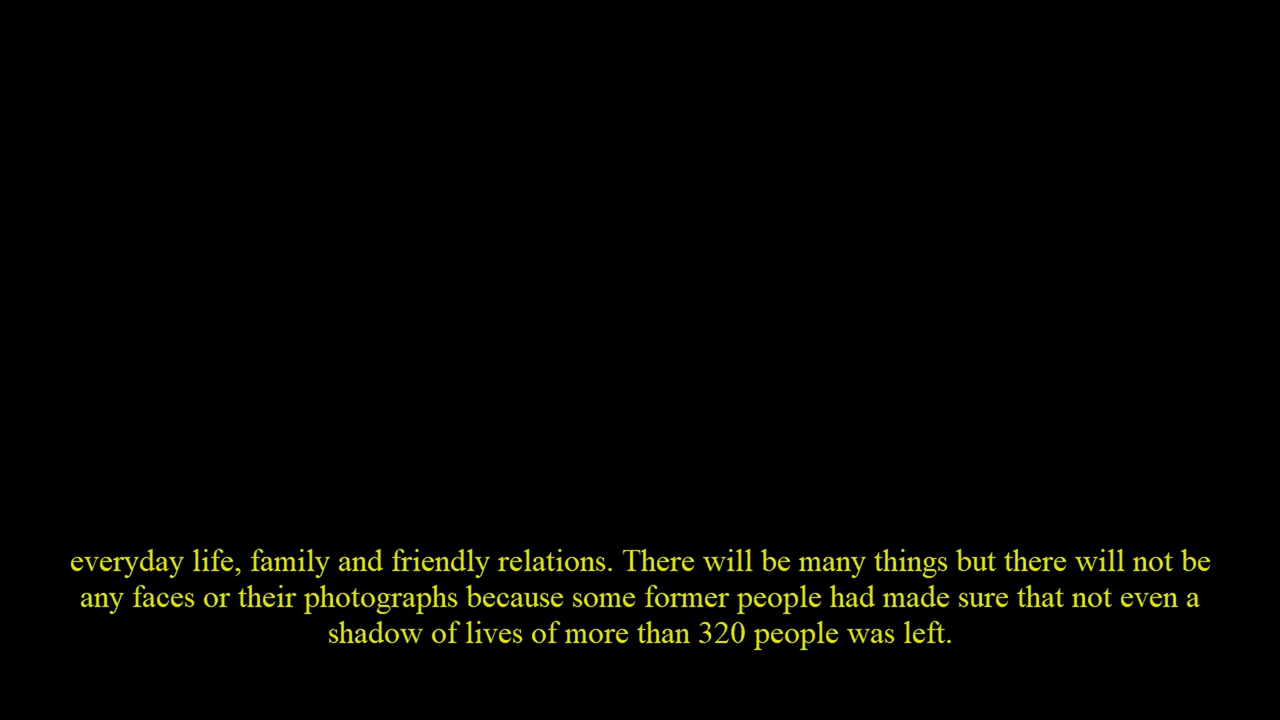 everyday life, family and friendly relations. There will be many things but there will not be
any faces or their photographs because some former people had made sure that not even a
shadow of lives of more than 320 people was left.